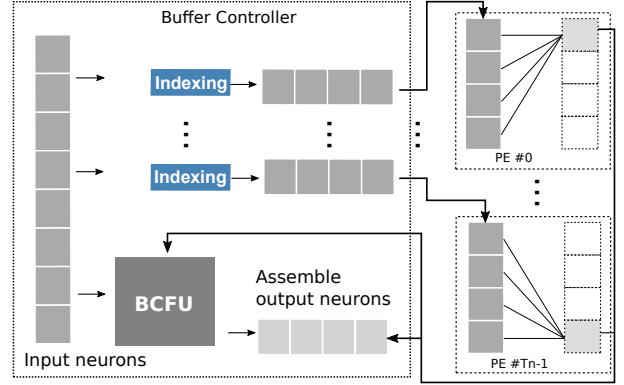 Buffer Controller
Indexing
Indexing
PE #0
BCFU
Assemble
output neurons
Input neurons
PE #Tn-1